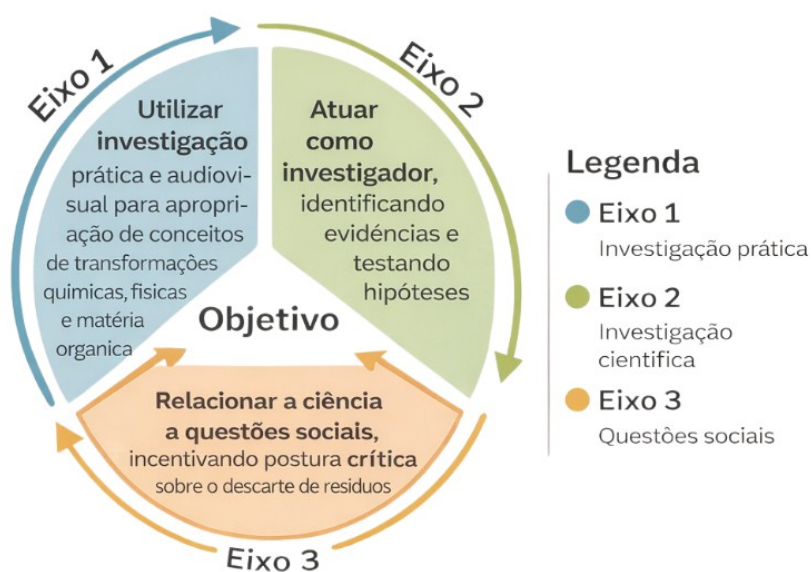 Eixo 1
Utilizar
investigação
prática e audiovi-
sual para apropri-
ação de conceitos
de transformações
quimicas, fisicas
e matéria
organica
Eixo 2
Atuar
como
investigador,
identificando
evidéncias e
testando
hipóteses
Objetivo
Relacionar a ciência
a questões sociais,
incentivando postura crítica
sobre o descarte de residuos
Eixo 3
Legenda
Eixo 1
Investigação prática
Eixo 2
Investigação
cientifica
Eixo 3
Questões sociais